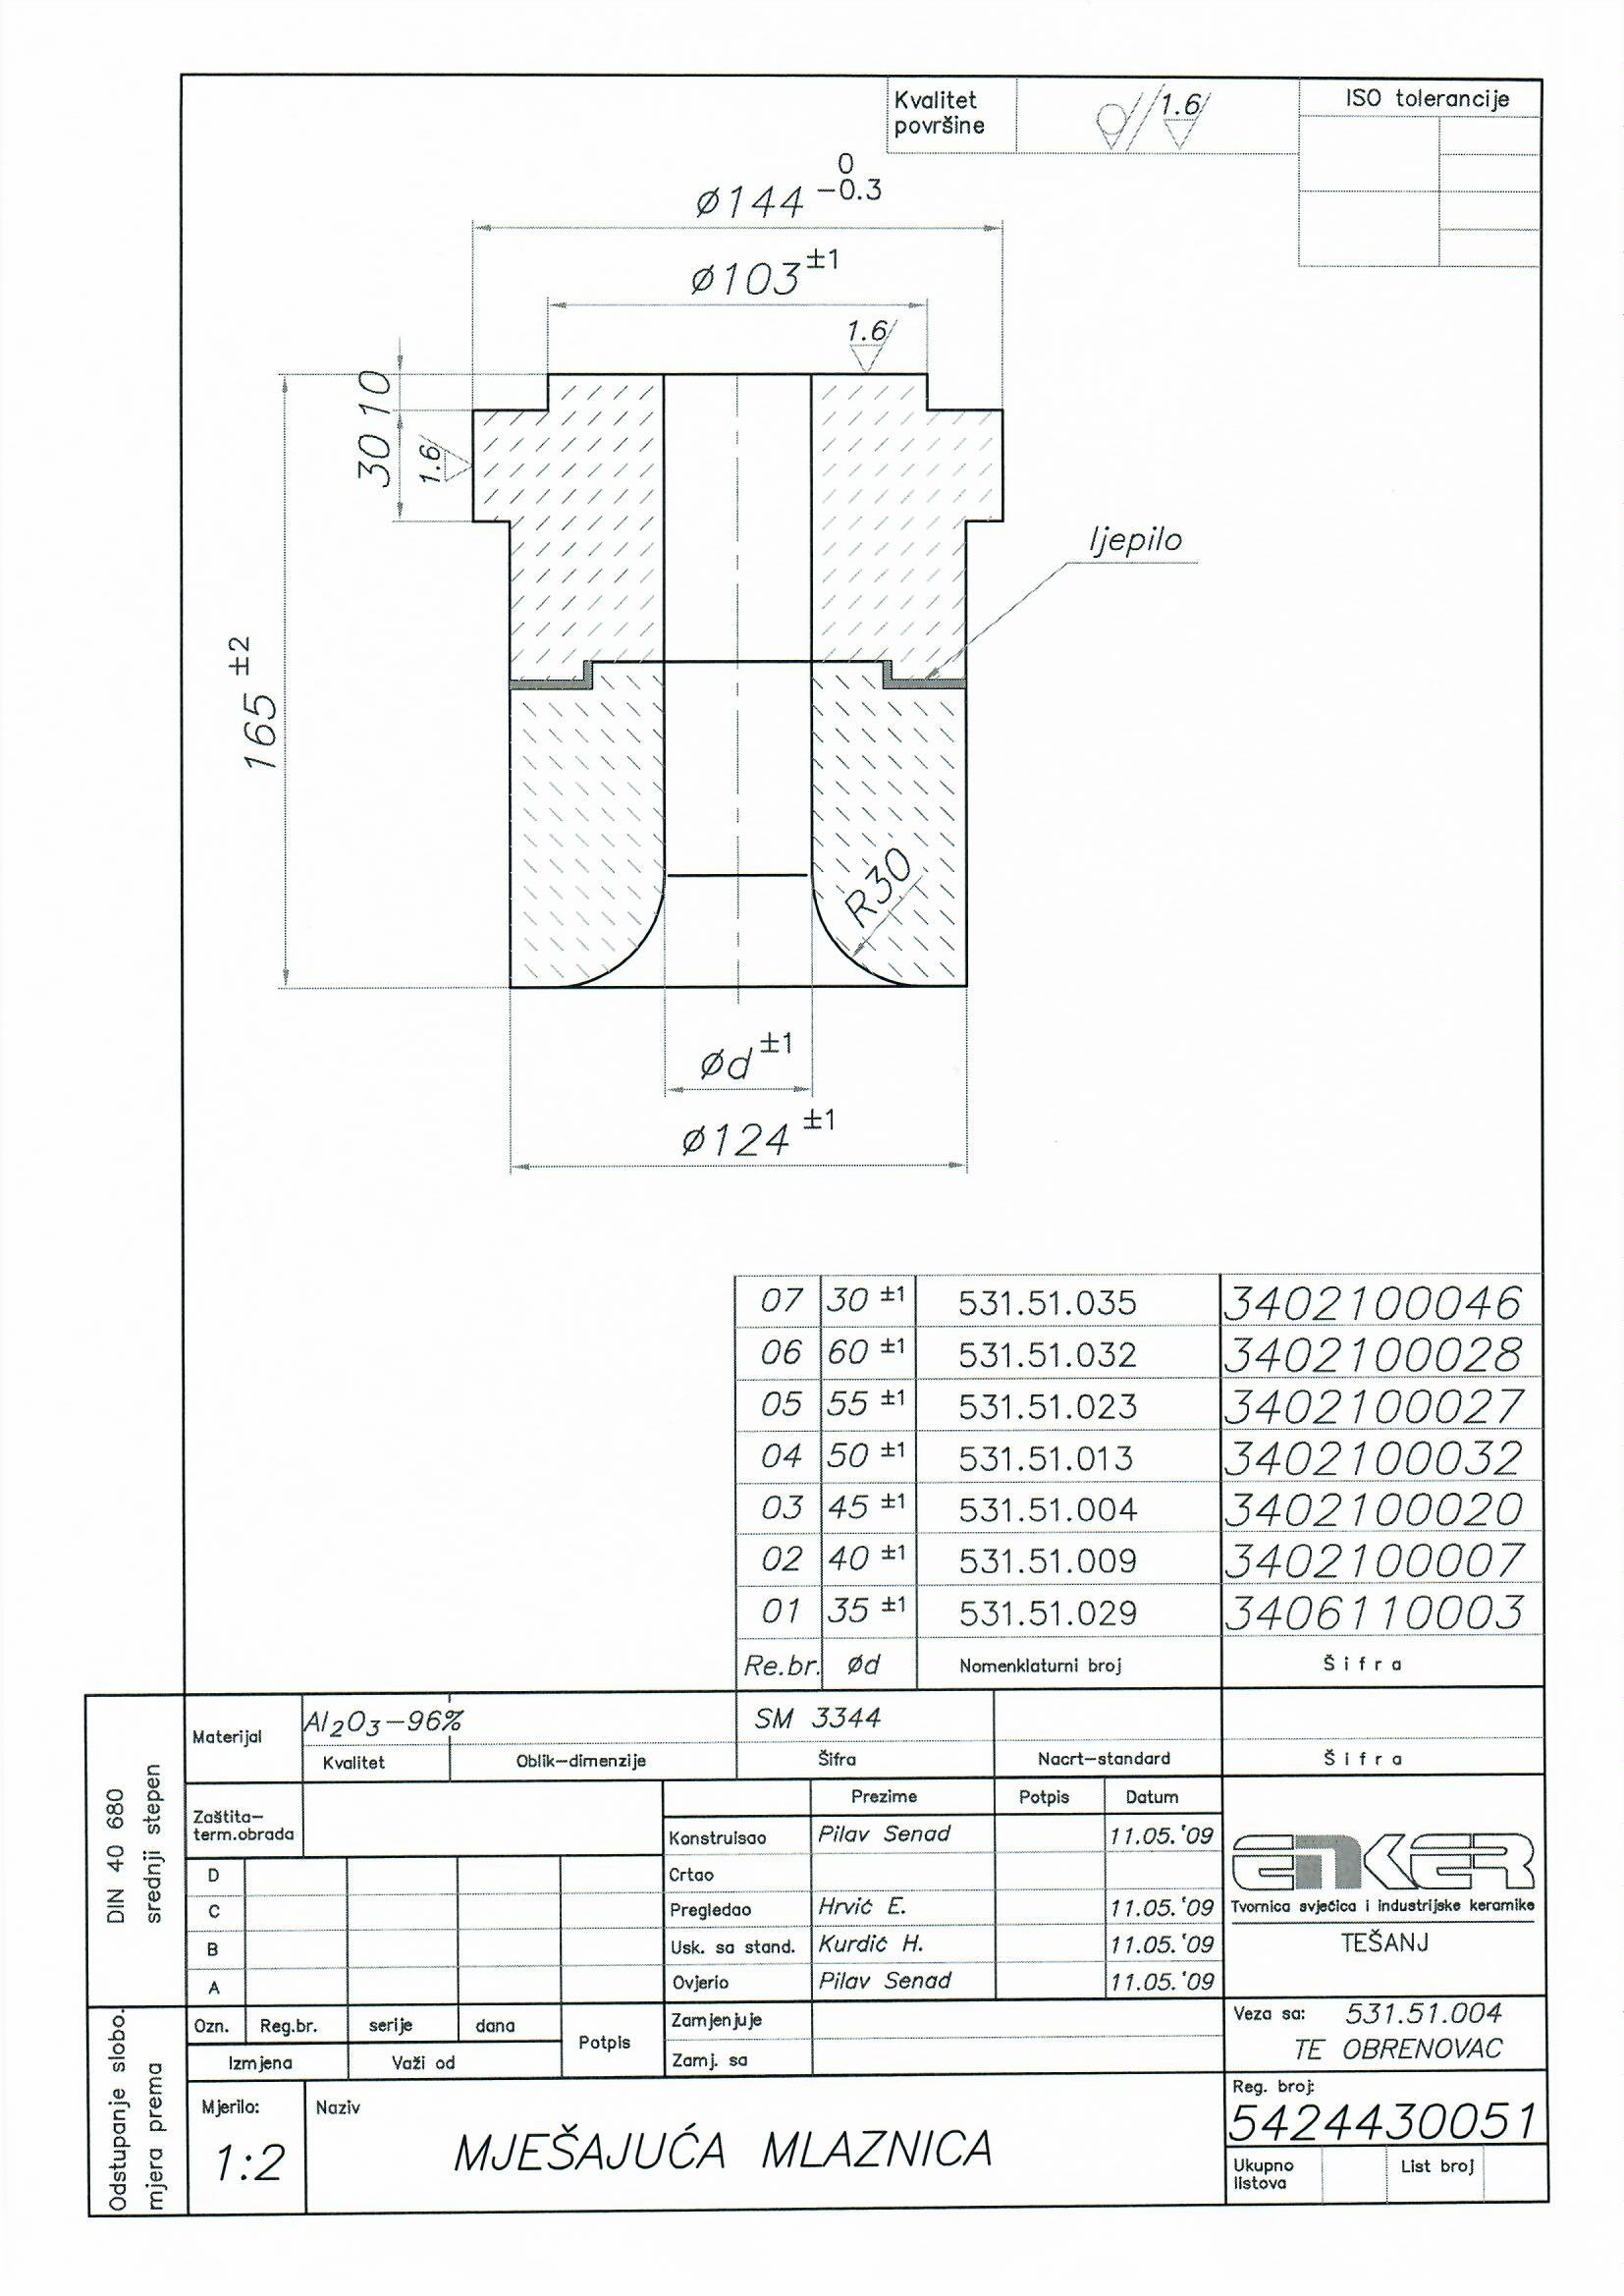 Kvalitet
površine
1.6
ISO tolerancije
ø144 0 -0.3
ø103 ±1
1.6
10
30
1.6
ljepilo
165 ±2
R30
ød ±1
ø124 ±1
07 30 ±1 531.51.035 3402100046
06 60 ±1 531.51.032 3402100028
05 55 ±1 531.51.023 3402100027
04 50 ±1 531.51.013 3402100032
03 45 ±1 531.51.004 3402100020
02 40 ±1 531.51.009 3402100007
01 35 ±1 531.51.029 3406110003
Re.br. ød Nomenklaturni broj Šifra
Materijal Al2O3-96% SM 3344
Kvalitet Oblik-dimenzije Šifra Nacrt-standard Šifra
DIN 40 680
srednji stepen
Zaštita-
term.obrada
Prezime Potpis Datum
Konstruisao Pilav Senad 11.05.'09
D Crtao
C Pregledao Hrvić E. 11.05.'09
B Usk. sa stand. Kurdić H. 11.05.'09
A Ovjerio Pilav Senad 11.05.'09
ENKER
Tvornica svjećica i industrijske keramike
TEŠANJ
Odstupanje slobo.
mjera prema
Ozn. Reg.br. serije dana Potpis
Izmjena Važi od
Zamjenjuje
Zamj. sa
Veza sa: 531.51.004
TE OBRENOVAC
Mjerilo:
1:2
Naziv
MJEŠAJUĆA MLAZNICA
Reg. broj:
5424430051
Ukupno
listova
List broj